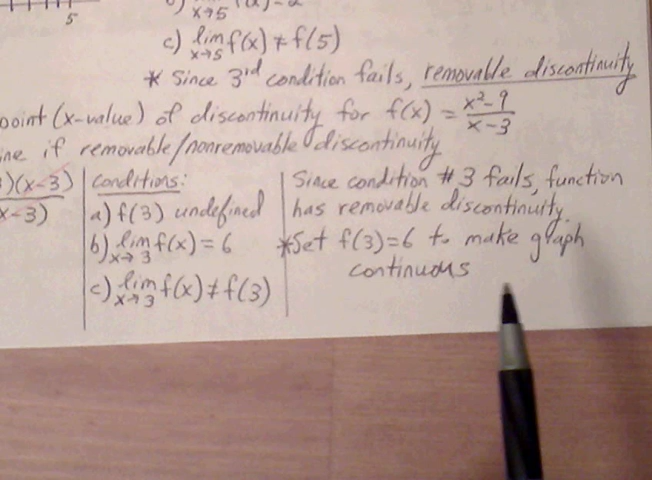 5
x→5
c) lim f(x) ≠ f(5)
x→5
* Since 3rd condition fails, removable discontinuity
point (x-value) of discontinuity for f(x) = x²-9
x-3
ine if removable/nonremovable discontinuity
)(x-3)
x-3)
Conditions:
a) f(3) undefined
b) lim f(x) = 6
x→3
c) lim f(x) ≠ f(3)
x→3
Since condition # 3 fails, function
has removable discontinuity.
*Set f(3)=6 to make graph
continuous